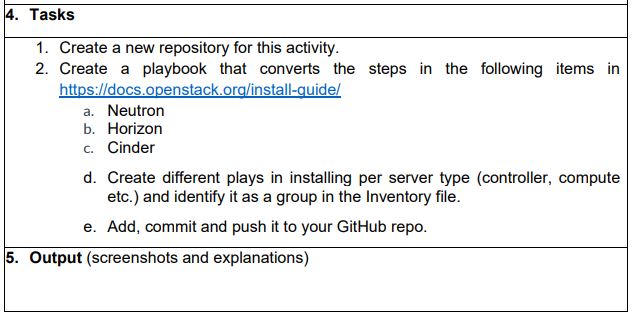 4. Tasks
1. Create a new repository for this activity.
2. Create a playbook that converts the steps in the following items in
https://docs.openstack.org/install-guide/
a. Neutron
b. Horizon
c. Cinder
d. Create different plays in installing per server type (controller, compute
etc.) and identify it as a group in the Inventory file.
e. Add, commit and push it to your GitHub repo.
5. Output (screenshots and explanations)